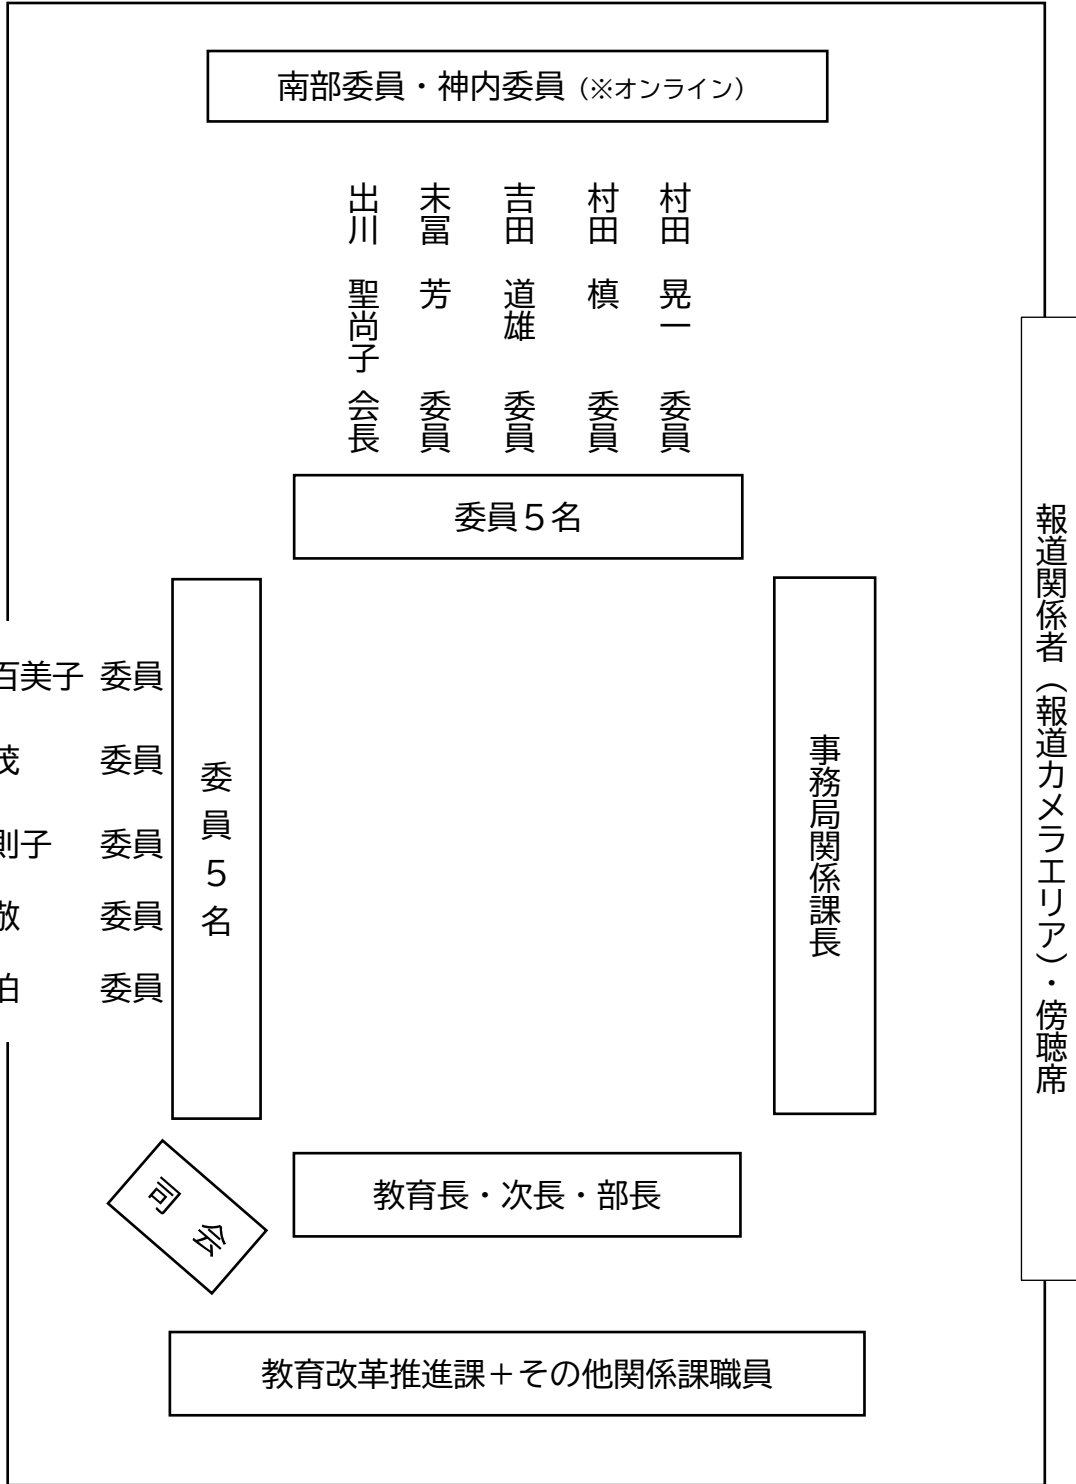 南部委員・神内委員（※オンライン）
村田 晃一 委員
村田 槙 委員
吉田 道雄 委員
末冨 芳 委員
出川 聖尚子 会長
委員５名
百美子 委員
茂 委員
則子 委員
敬 委員
伯 委員
委員５名
事務局関係課長
報道関係者（報道カメラエリア）・傍聴席
司会
教育長・次長・部長
教育改革推進課＋その他関係課職員